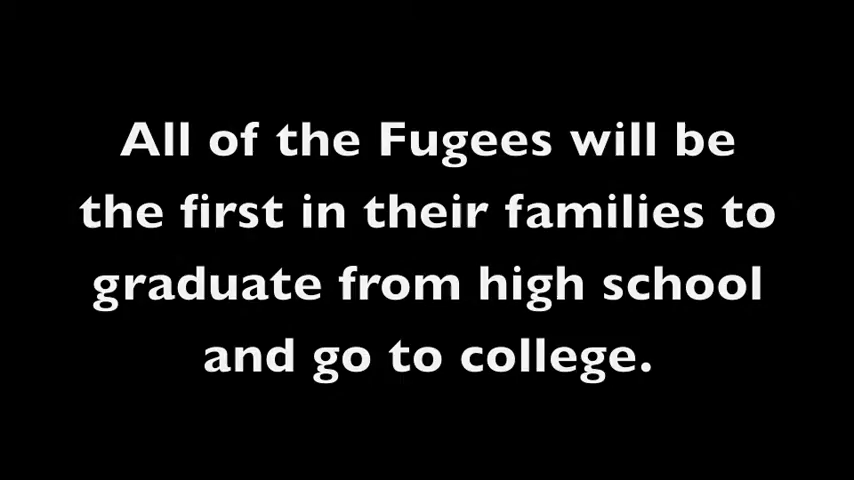 All of the Fugees will be
the first in their families to
graduate from high school
and go to college.